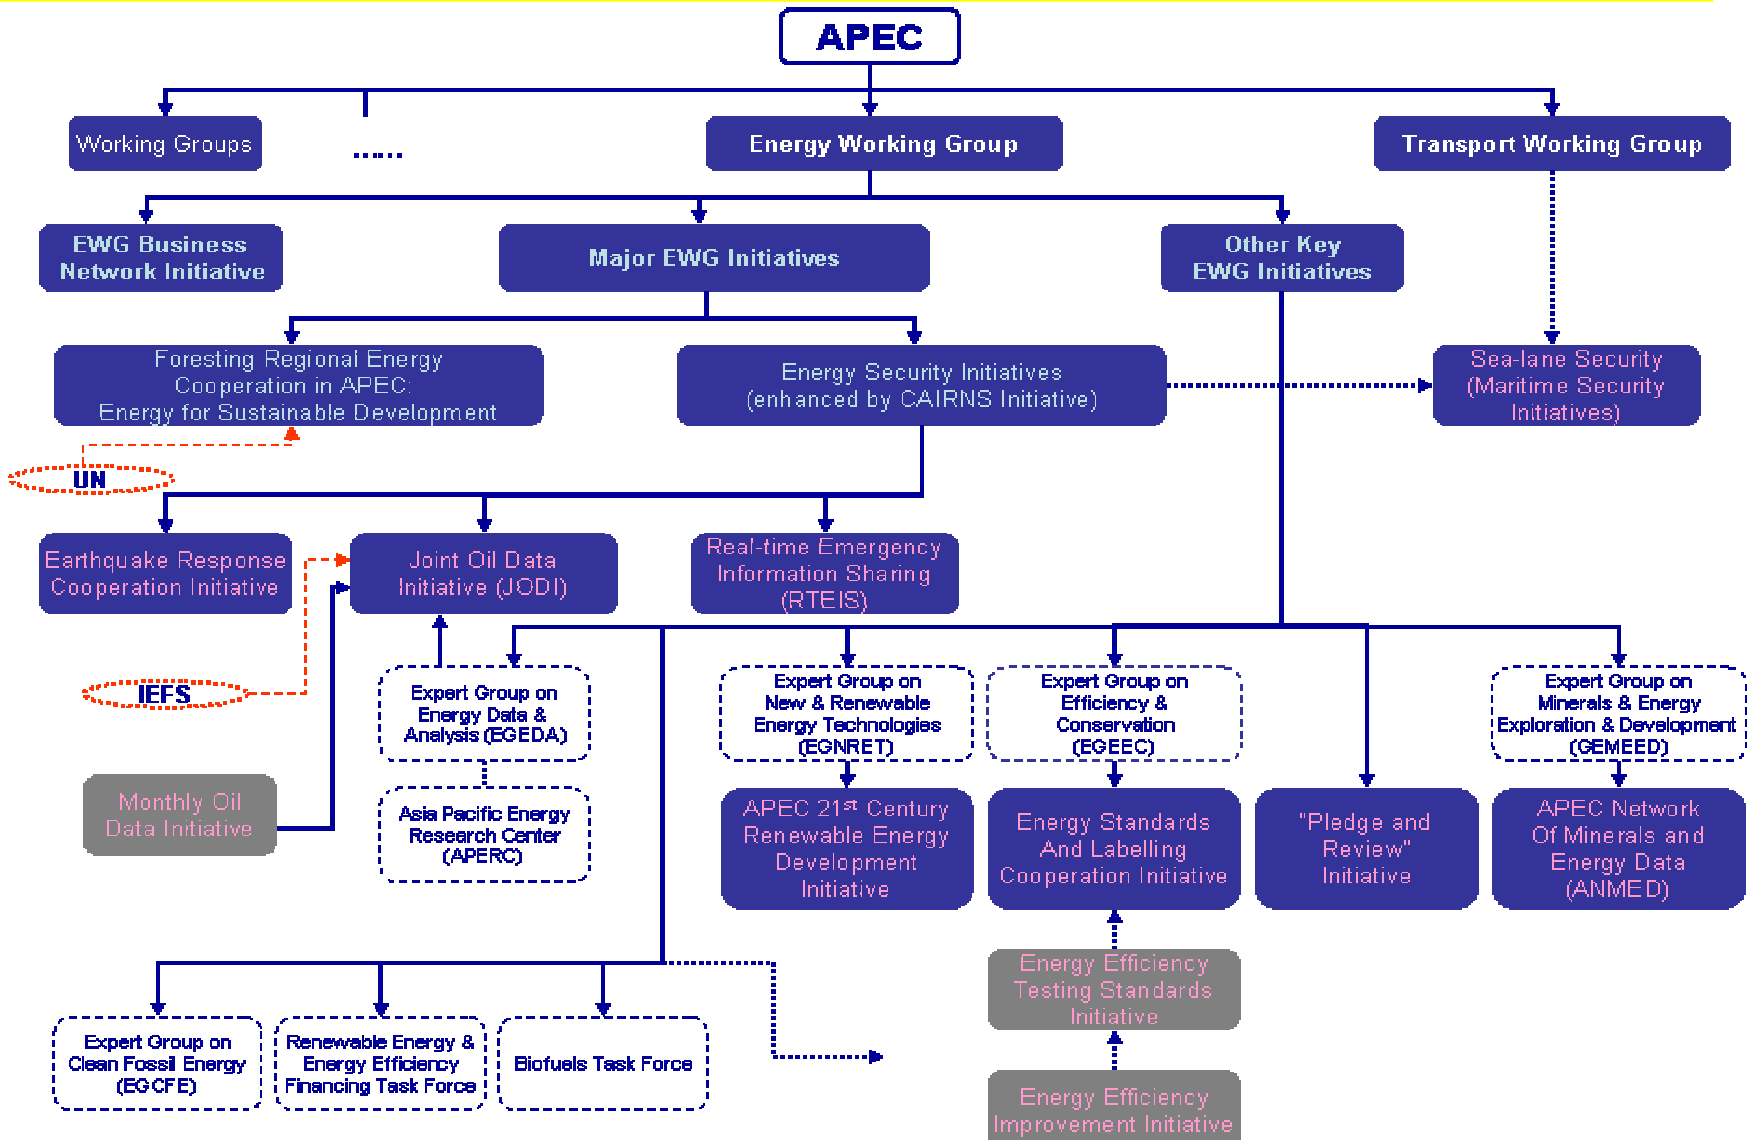 APEC
Working Groups
......
Energy Working Group
Transport Working Group
EWG Business
Network Initiative
Major EWG Initiatives
Other Key
EWG Initiatives
Foresting Regional Energy
Cooperation in APEC:
Energy for Sustainable Development
Energy Security Initiatives
(enhanced by CAIRNS Initiative)
Sea-lane Security
(Maritime Security
Initiatives)
UN
Earthquake Response
Cooperation Initiative
Joint Oil Data
Initiative (JODI)
Real-time Emergency
Information Sharing
(RTEIS)
IEFS
Expert Group on
Energy Data &
Analysis (EGEDA)
Expert Group on
New & Renewable
Energy Technologies
(EGNRET)
Expert Group on
Efficiency &
Conservation
(EGEEC)
Expert Group on
Minerals & Energy
Exploration & Development
(GEMEED)
Monthly Oil
Data Initiative
Asia Pacific Energy
Research Center
(APERC)
APEC 21st Century
Renewable Energy
Development
Initiative
Energy Standards
And Labelling
Cooperation Initiative
"Pledge and
Review"
Initiative
APEC Network
Of Minerals and
Energy Data
(ANMED)
Energy Efficiency
Testing Standards
Initiative
Expert Group on
Clean Fossil Energy
(EGCFE)
Renewable Energy &
Energy Efficiency
Financing Task Force
Biofuels Task Force
Energy Efficiency
Improvement Initiative